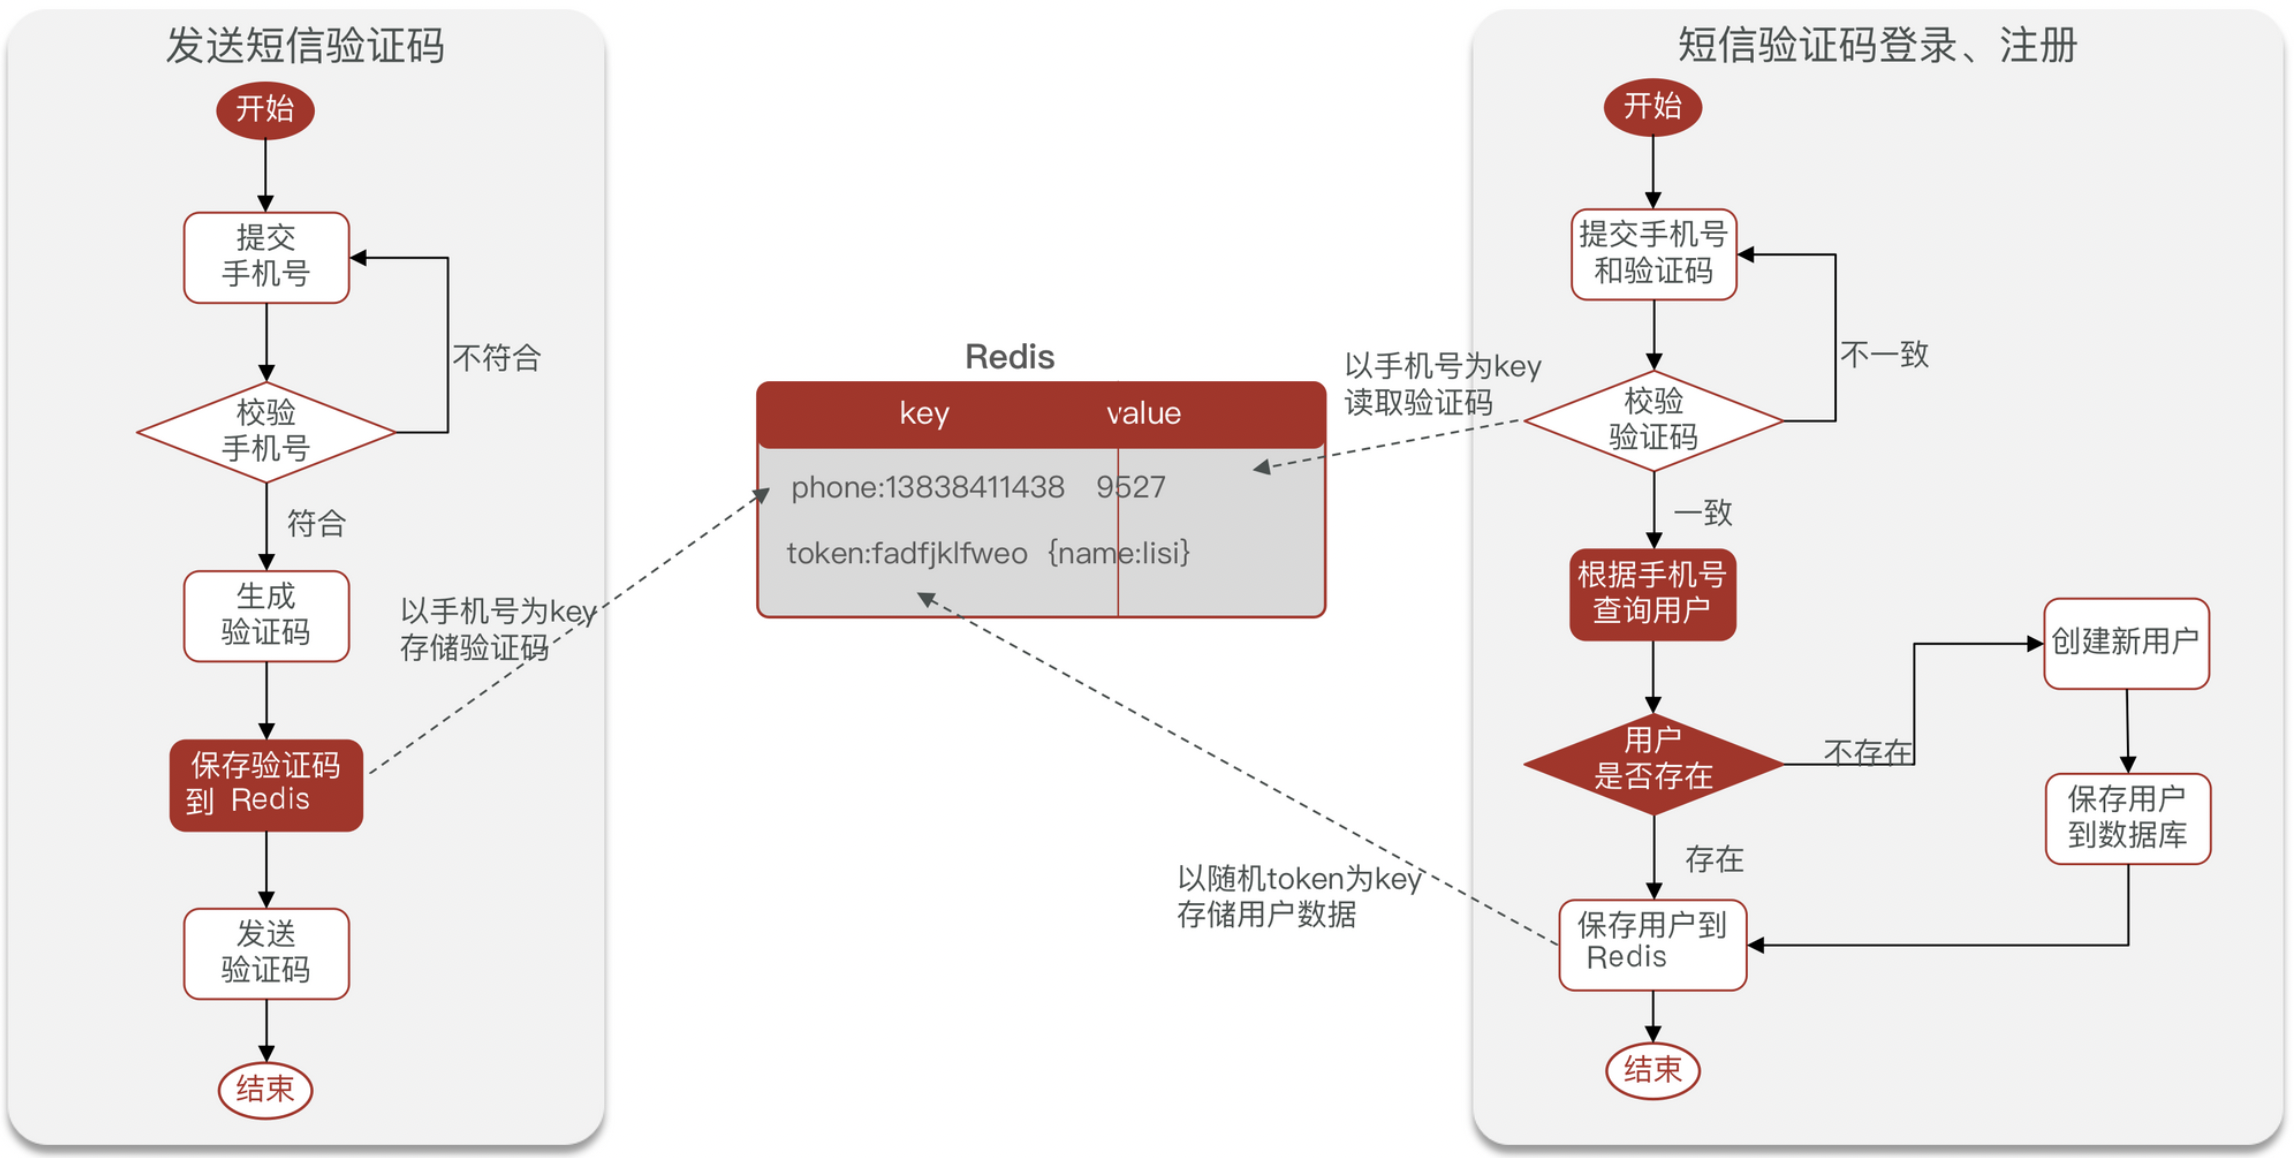 发送短信验证码
开始
提交
手机号
不符合
校验
手机号
符合
生成
验证码
以手机号为key
存储验证码
保存验证码
到 Redis
发送
验证码
结束
Redis
key value
phone:13838411438 9527
token:fadfjklfweo {name:lisi}
以手机号为key
读取验证码
以随机token为key
存储用户数据
短信验证码登录、注册
开始
提交手机号
和验证码
不一致
校验
验证码
一致
根据手机号
查询用户
创建新用户
用户
是否存在
不存在
保存用户
到数据库
存在
保存用户到
Redis
结束